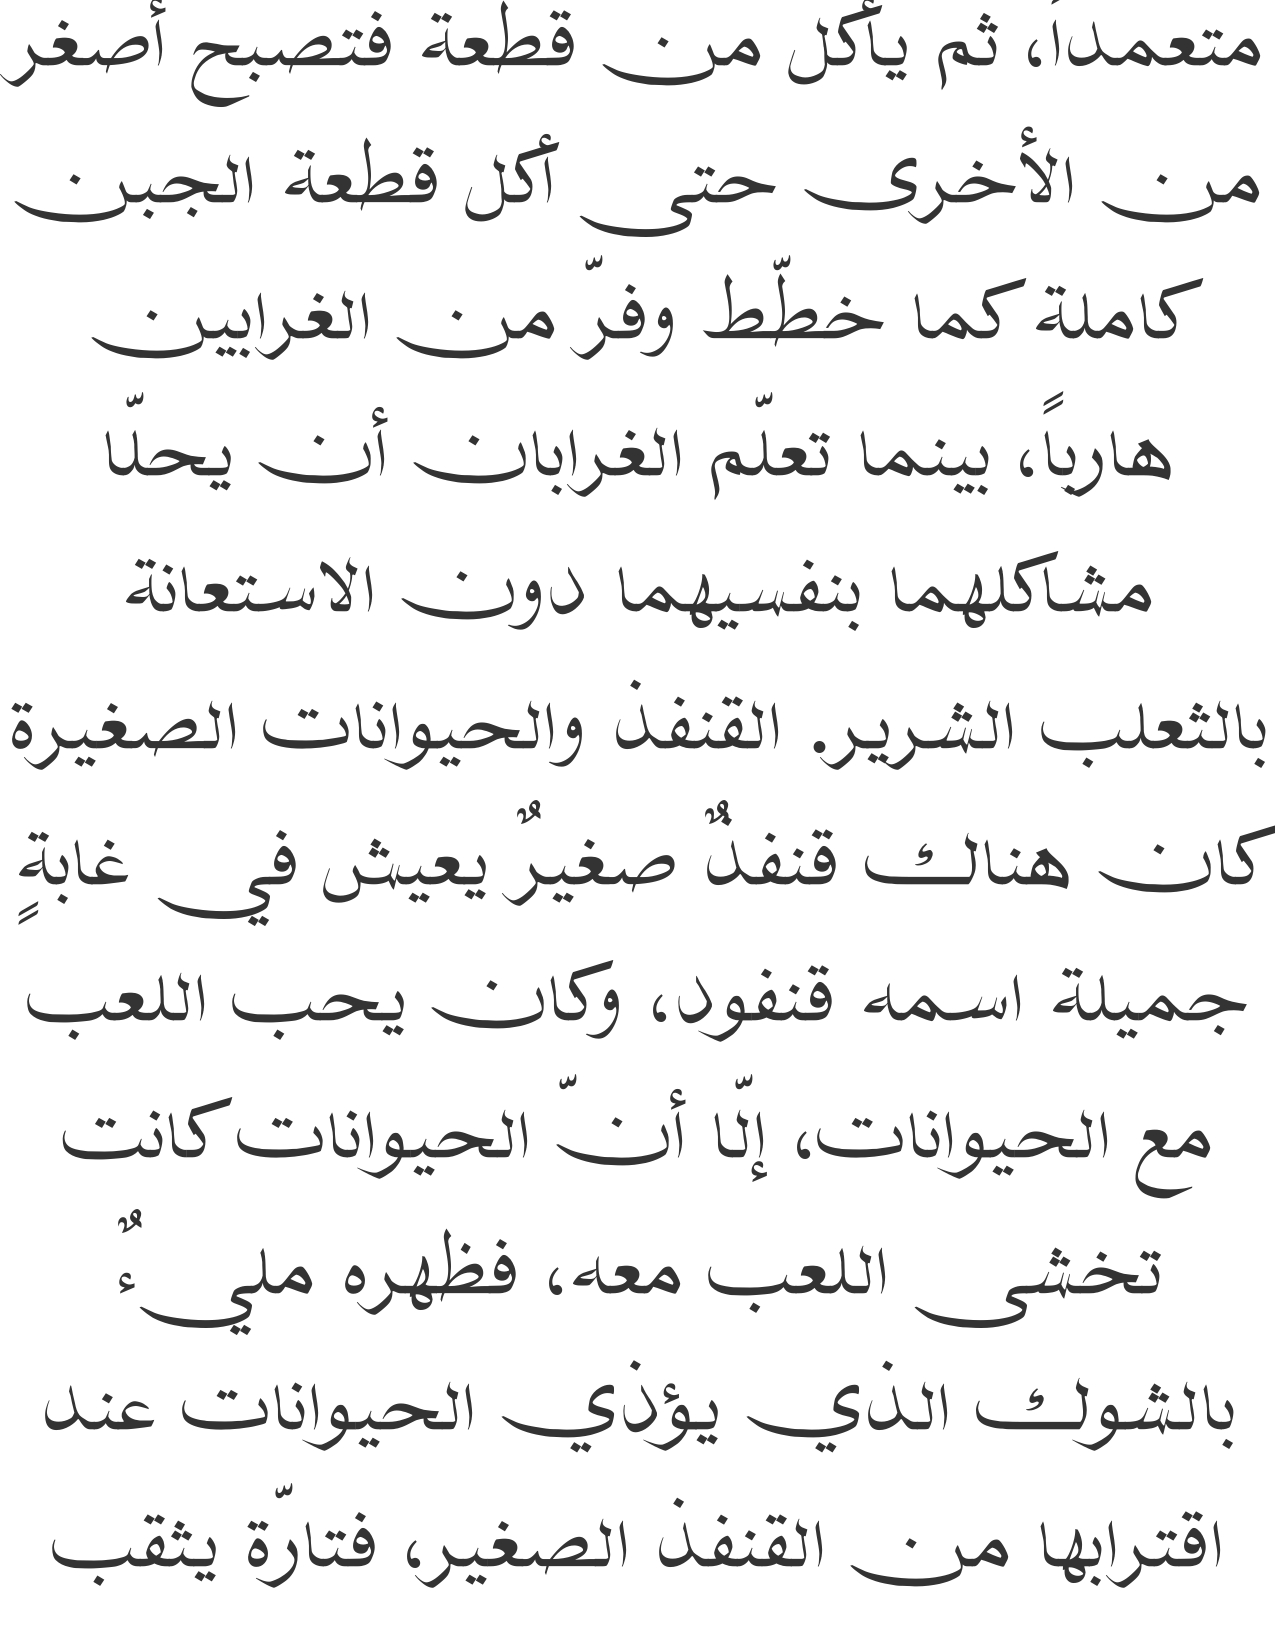 متعمداً، ثم يأكل من قطعة فتصبح أصغر
من الأخرى حتى أكل قطعة الجبن
كاملة كما خطّط وفرّ من الغرابين
هارباً، بينما تعلّم الغرابان أن يحلّا
مشاكلهما بنفسيهما دون الاستعانة
بالثعلب الشرير. القنفذ والحيوانات الصغيرة
كان هنالك قنفذٌ صغيرٌ يعيش في غابةٍ
جميلة اسمه قنفود، وكان يحب اللعب
مع الحيوانات، إلّا أنّ الحيوانات كانت
تخشى اللعب معه، فظهره مليءٌ
بالشوك الذي يؤذي الحيوانات عند
اقترابها من القنفذ الصغير، فتارّة يثقب